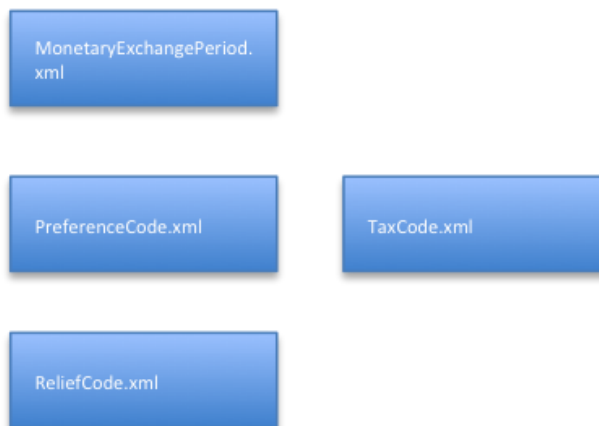 MonetaryExchangePeriod.
xml
PreferenceCode.xml
TaxCode.xml
ReliefCode.xml